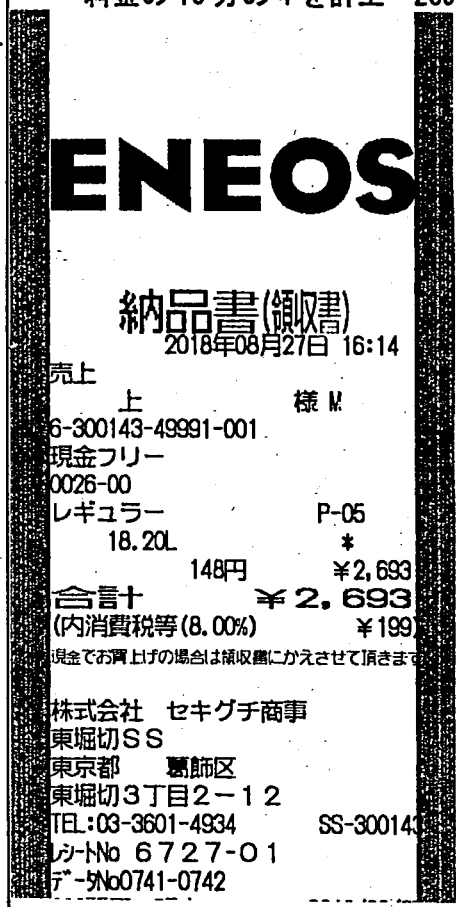 ENEOS
納品書(領収書)
2018年08月27日 16:14
売上
上 様 M
6-300143-49991-001
現金フリー
0026-00
レギュラー P-05
18.20L *
148円 ¥2,693
合計 ¥2,693
(内消費税等(8.00%) ¥199)
現金でお買上げの場合は領収書にかえさせて頂きます
株式会社 セキグチ商事
東堀切SS
東京都 葛飾区
東堀切3丁目2-12
TEL:03-3601-4934 SS-300143
レシートNo 6727-01
データNo0741-0742